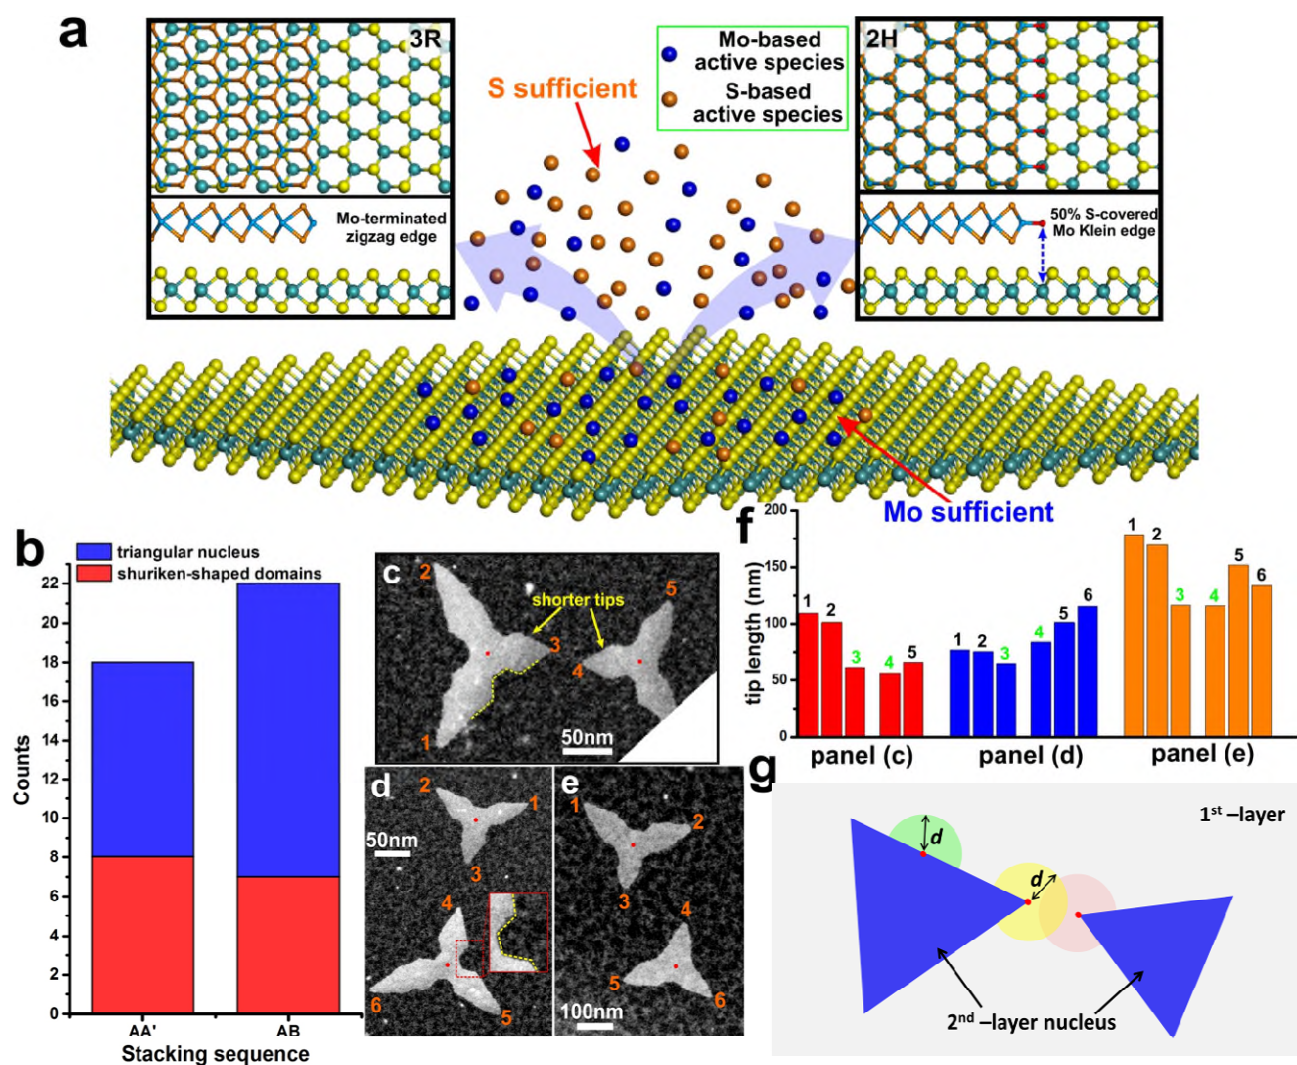 a
3R
Mo-terminated
zigzag edge
S sufficient
Mo-based
active species
S-based
active species
2H
50% S-covered
Mo Klein edge
Mo sufficient
b
triangular nucleus
shuriken-shaped domains
22
20
18
16
14
12
10
8
6
4
2
0
Counts
AA'
AB
Stacking sequence
c
2
shorter tips
5
3
4
1
50nm
d
2
1
50nm
3
4
6
5
e
1
2
3
4
5
6
100nm
f
200
150
100
50
0
tip length (nm)
1 2 3 4 5
1 2 3 4 5 6
1 2 3 4 5 6
panel (c)
panel (d)
panel (e)
g
1st –layer
d
d
2nd –layer nucleus